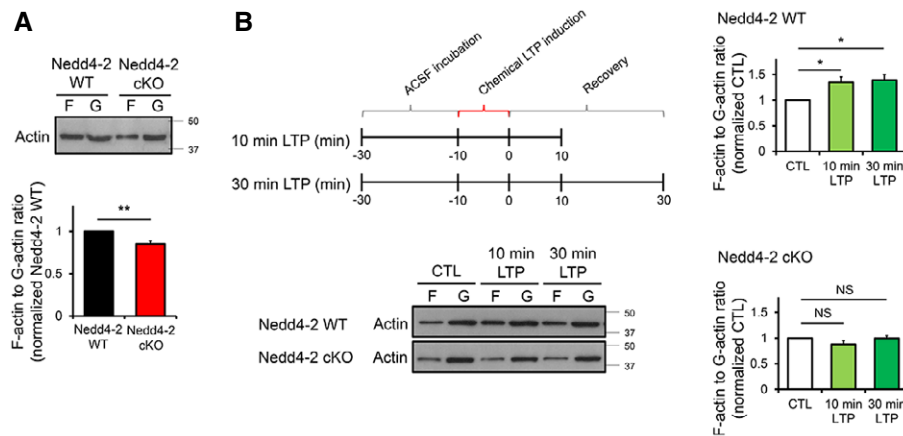 A
Nedd4-2 WT
Nedd4-2 cKO
F G F G
Actin
50
37
F-actin to G-actin ratio
(normalized Nedd4-2 WT)
**
1
0.5
0
Nedd4-2 WT
Nedd4-2 cKO
B
ACSF incubation
Chemical LTP induction
Recovery
10 min LTP (min)
-30 -10 0 10
30 min LTP (min)
-30 -10 0 30
CTL
10 min LTP
30 min LTP
F G F G F G
Nedd4-2 WT Actin
50
37
Nedd4-2 cKO Actin
50
37
Nedd4-2 WT
F-actin to G-actin ratio
(normalized CTL)
*
*
1.5
1
0.5
0
CTL
10 min LTP
30 min LTP
Nedd4-2 cKO
F-actin to G-actin ratio
(normalized CTL)
NS
NS
1.5
1
0.5
0
CTL
10 min LTP
30 min LTP